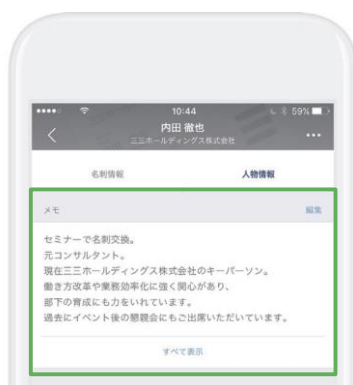 10:44
59%
内田 徹也
三三ホールディングス株式会社
名刺情報
人物情報
メモ
編集
セミナーで名刺交換。
元コンサルタント。
現在三三ホールディングス株式会社のキーパーソン。
働き方改革や業務効率化に強く関心があり、
部下の育成にも力をいれています。
過去にイベント後の懇親会にもご出席いただいています。
すべて表示